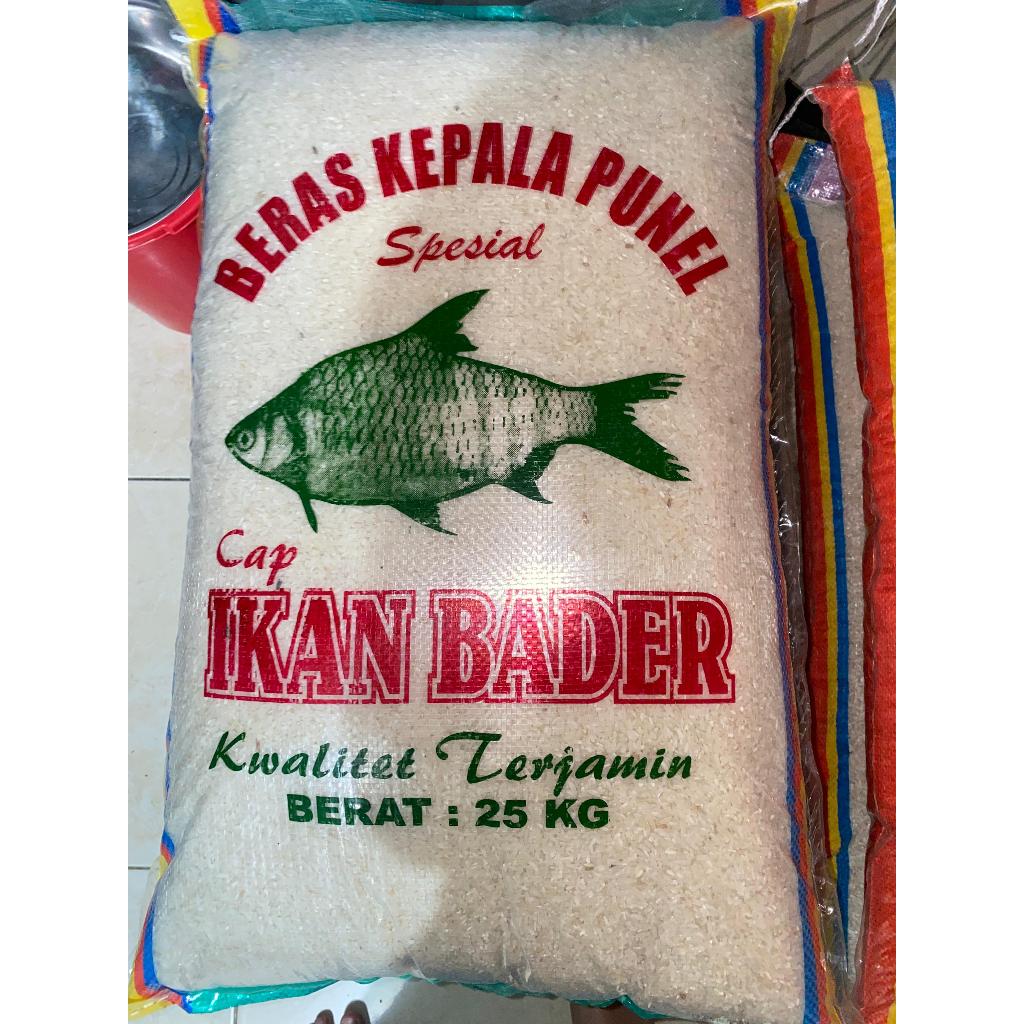 BERAS KEPALA PUNEL
Spesial
Cap
IKAN BADER
Kwalitet Terjamin
BERAT : 25 KG